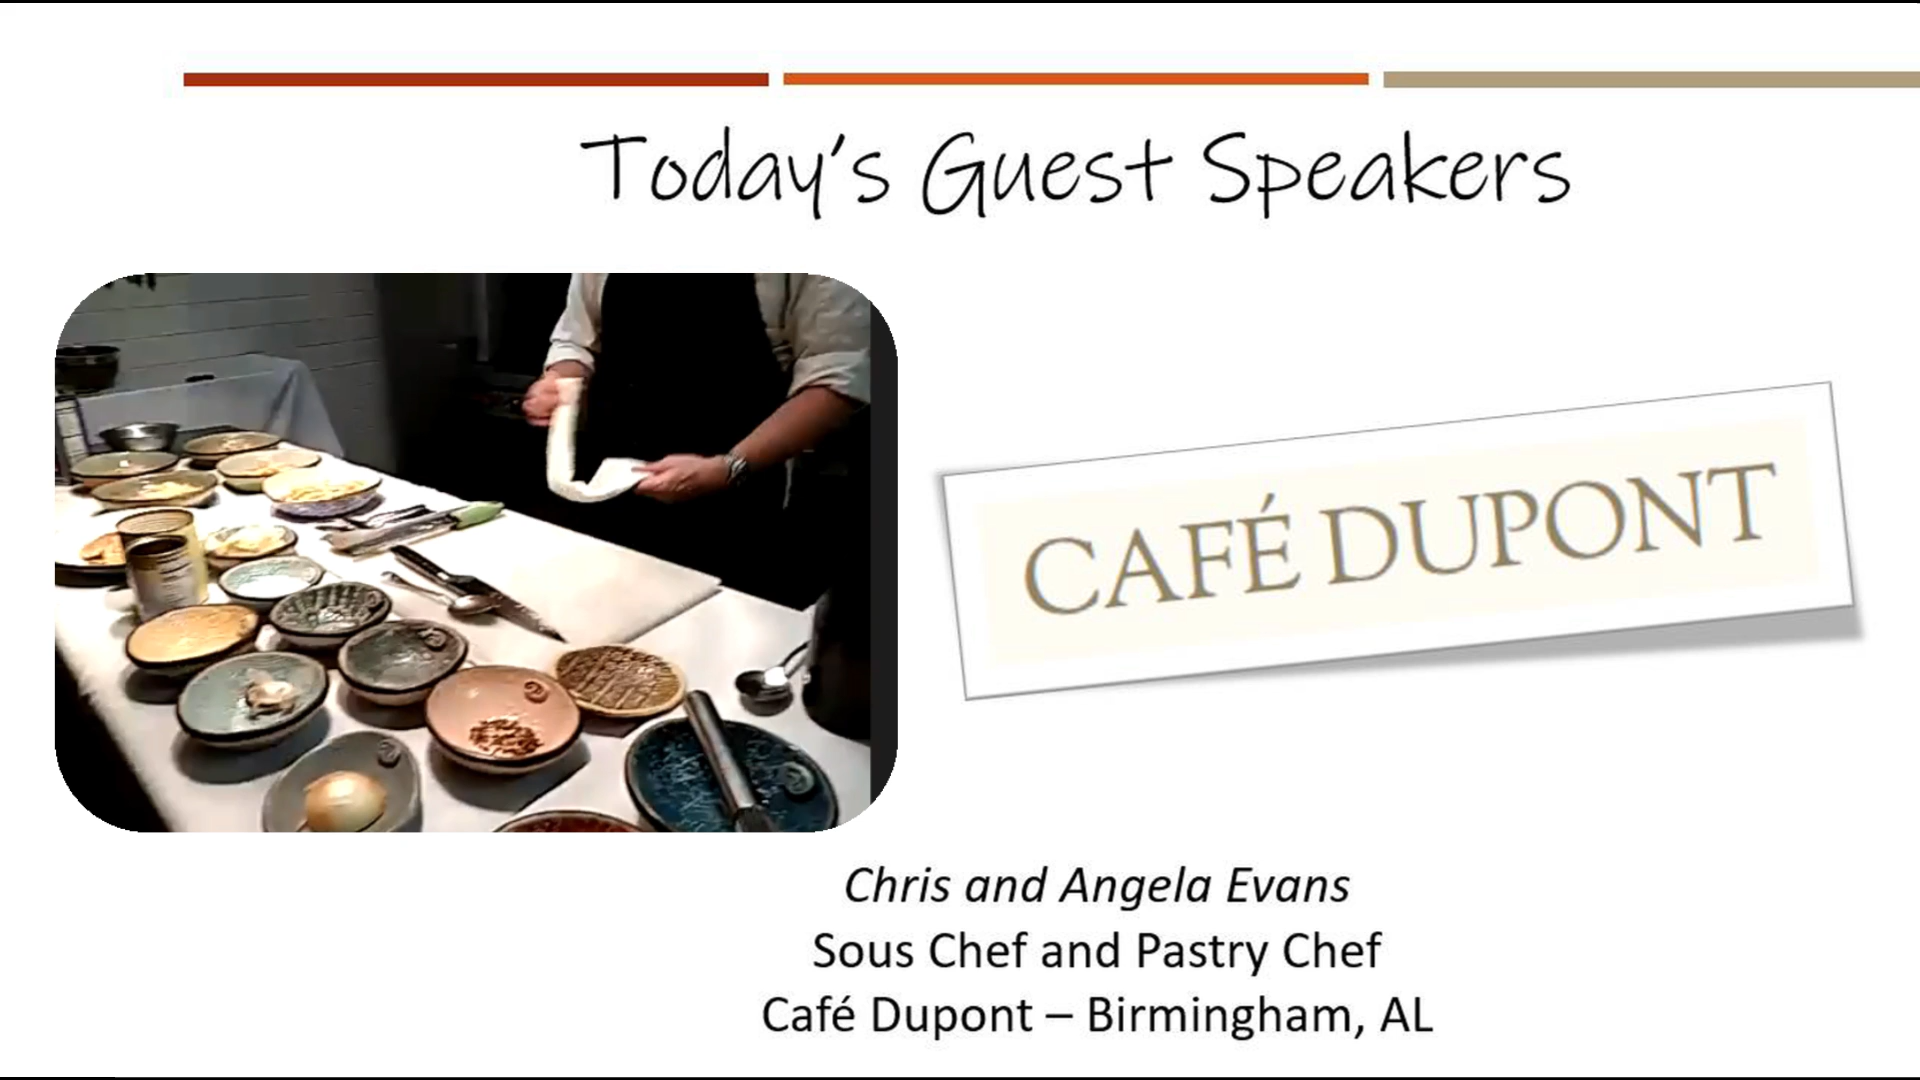 Today's Guest Speakers
CAFÉ DUPONT
Chris and Angela Evans
Sous Chef and Pastry Chef
Café Dupont – Birmingham, AL